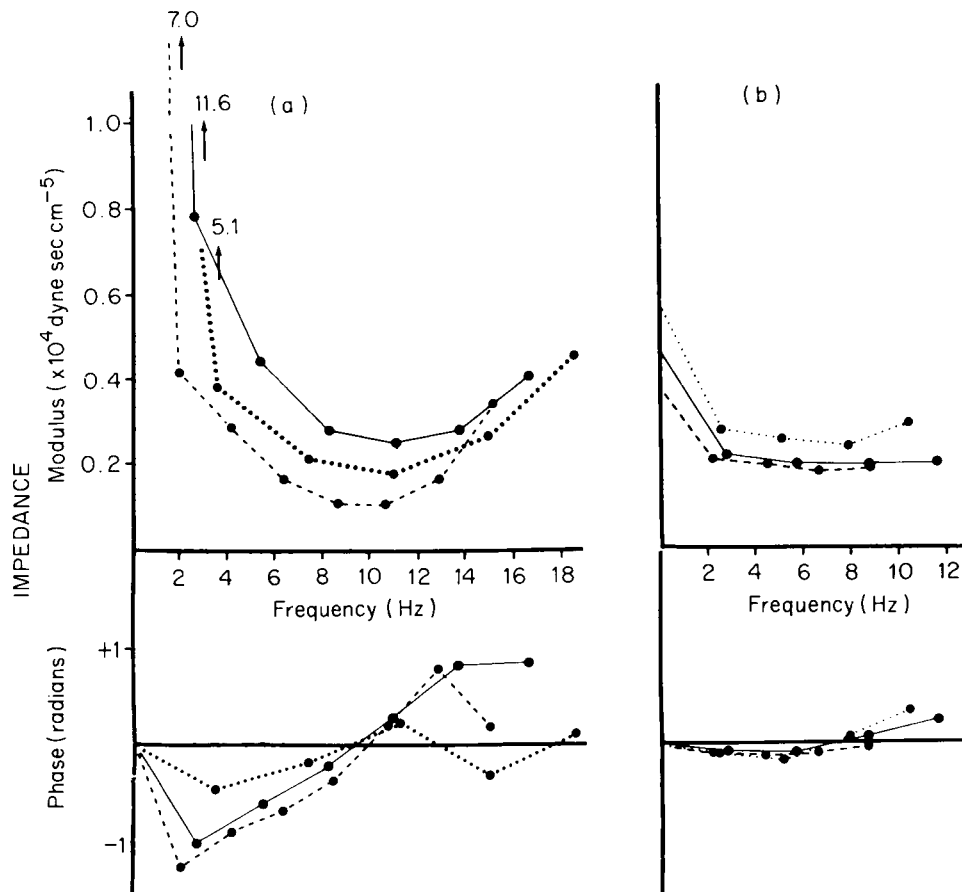 7.0
11.6
5.1
(a)
(b)
1.0
0.8
0.6
0.4
0.2
IMPEDANCE
Modulus (x10⁴ dyne sec cm⁻⁵)
2 4 6 8 10 12 14 16 18
Frequency (Hz)
2 4 6 8 10 12
Frequency (Hz)
+1
-1
Phase (radians)